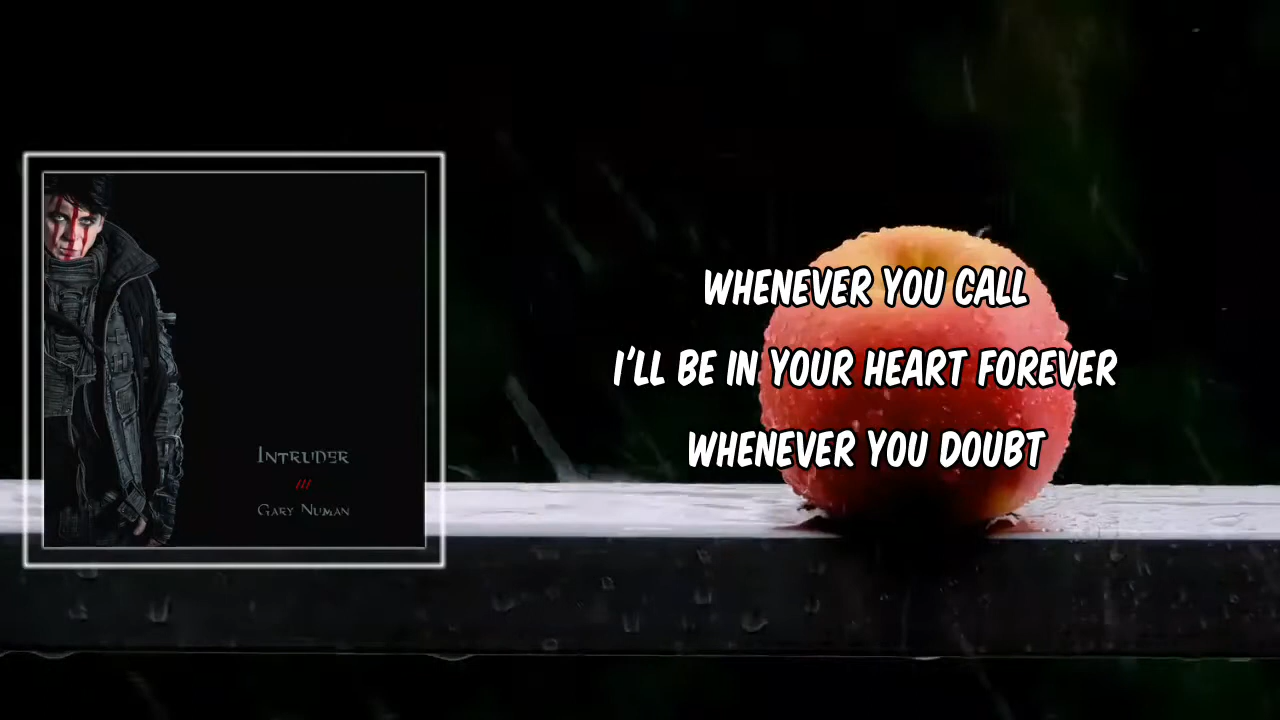 INTRUDER
///
GARY NUMAN
WHENEVER YOU CALL
I'LL BE IN YOUR HEART FOREVER
WHENEVER YOU DOUBT